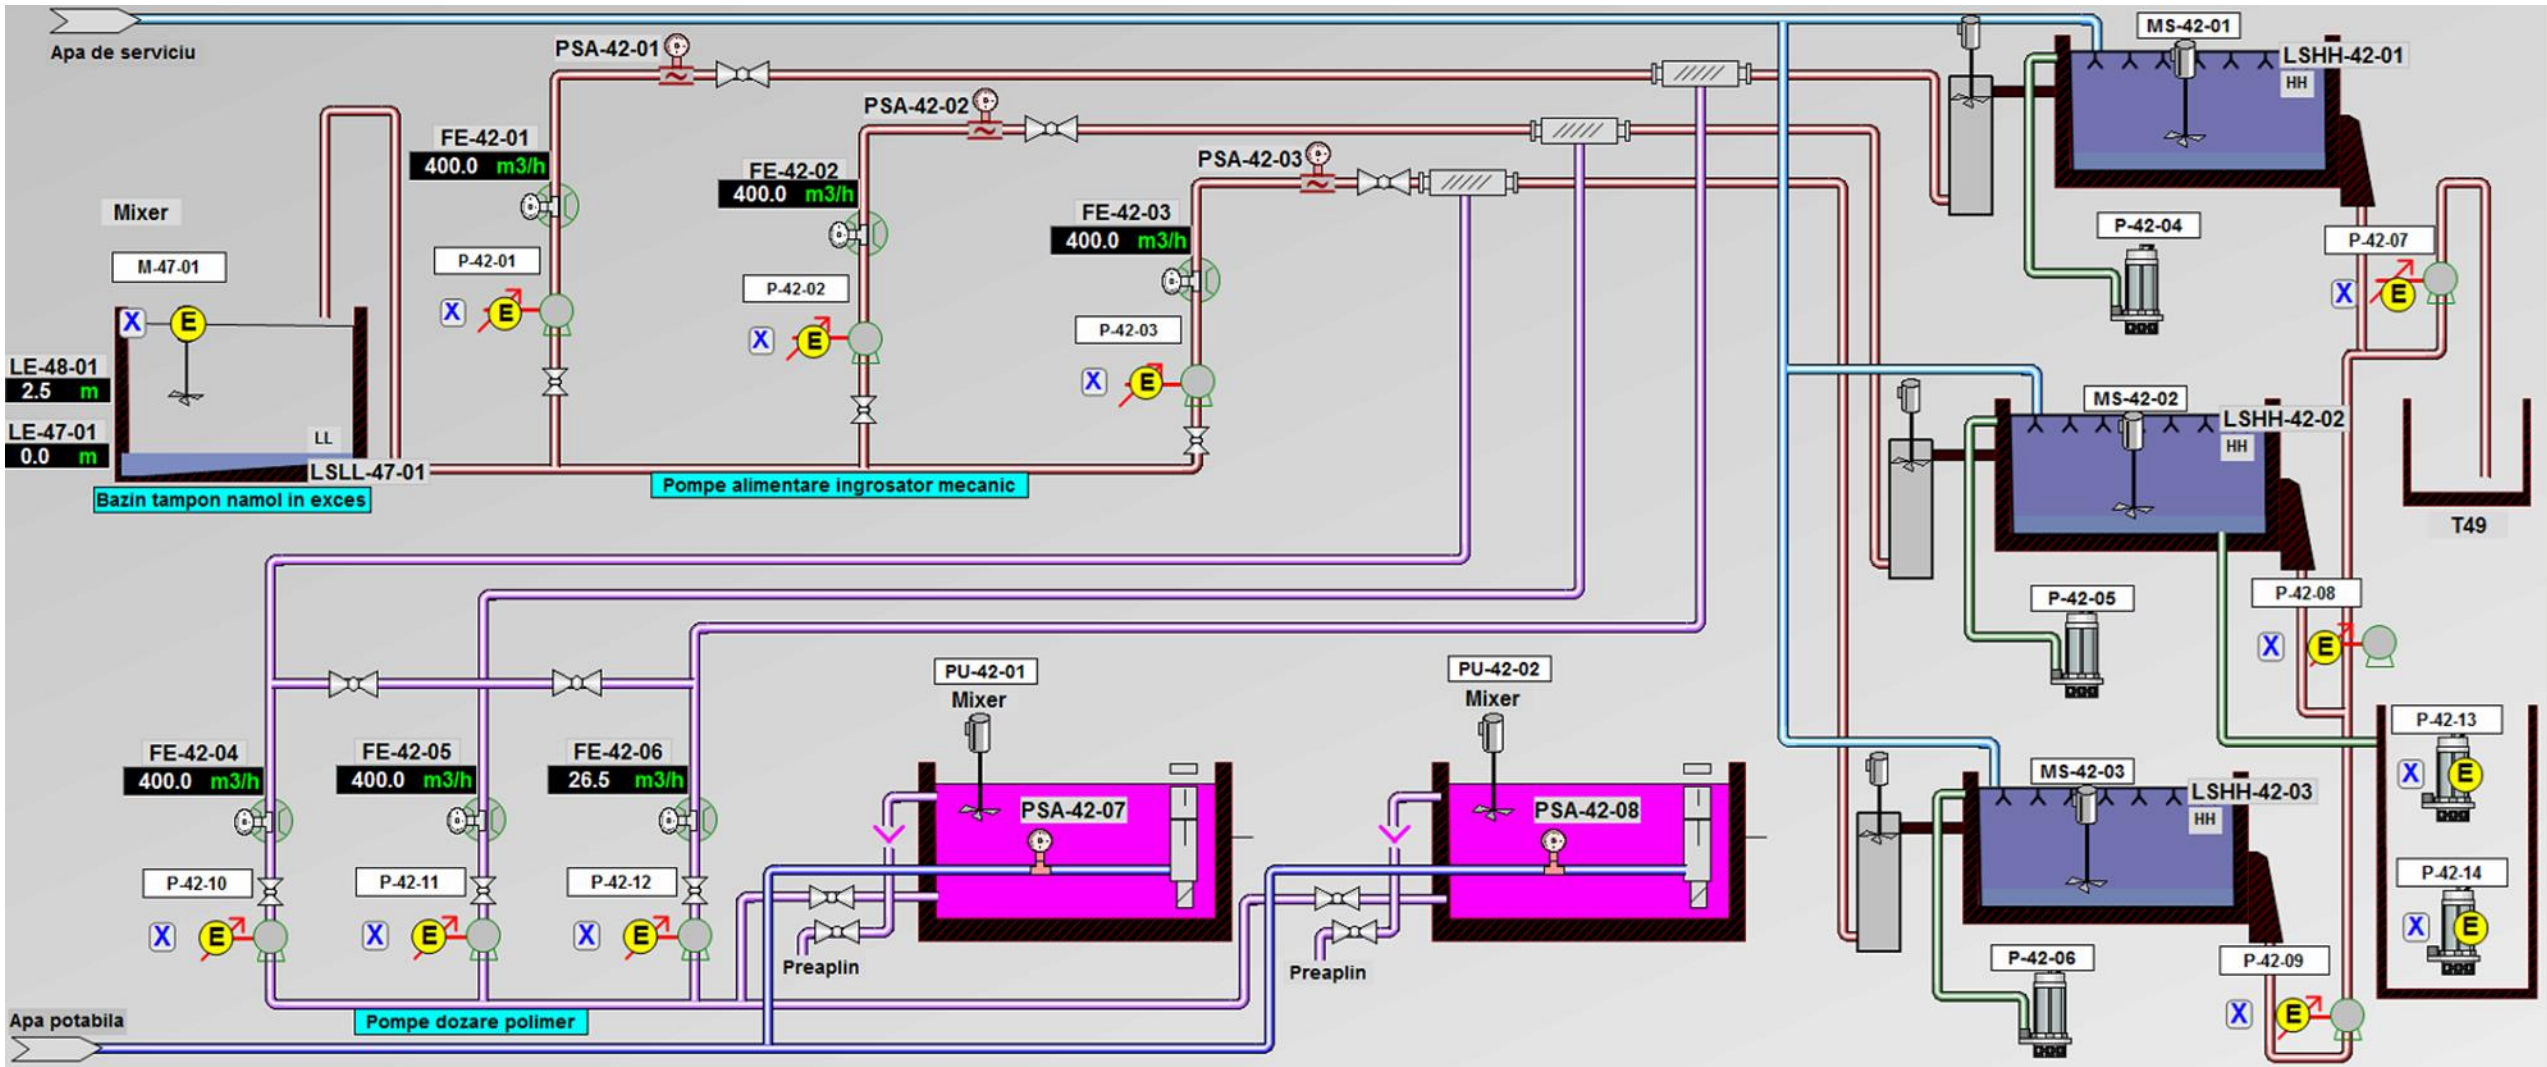 Apa de serviciu
PSA-42-01
MS-42-01
LSHH-42-01
HH
PSA-42-02
FE-42-01
400.0 m3/h
PSA-42-03
FE-42-02
400.0 m3/h
Mixer
FE-42-03
400.0 m3/h
P-42-04
P-42-07
X E
M-47-01
P-42-01
X E
P-42-02
X E
P-42-03
X E
X E
LE-48-01
2.5 m
LE-47-01
0.0 m
LL
LSLL-47-01
Bazin tampon namol in exces
Pompe alimentare ingrosator mecanic
MS-42-02
LSHH-42-02
HH
T49
P-42-05
P-42-08
X E
PU-42-01
Mixer
PU-42-02
Mixer
P-42-13
X E
FE-42-04
400.0 m3/h
FE-42-05
400.0 m3/h
FE-42-06
26.5 m3/h
PSA-42-07
PSA-42-08
MS-42-03
LSHH-42-03
HH
P-42-10
X E
P-42-11
X E
P-42-12
X E
P-42-14
X E
Preaplin
Preaplin
P-42-06
P-42-09
X E
Apa potabila
Pompe dozare polimer